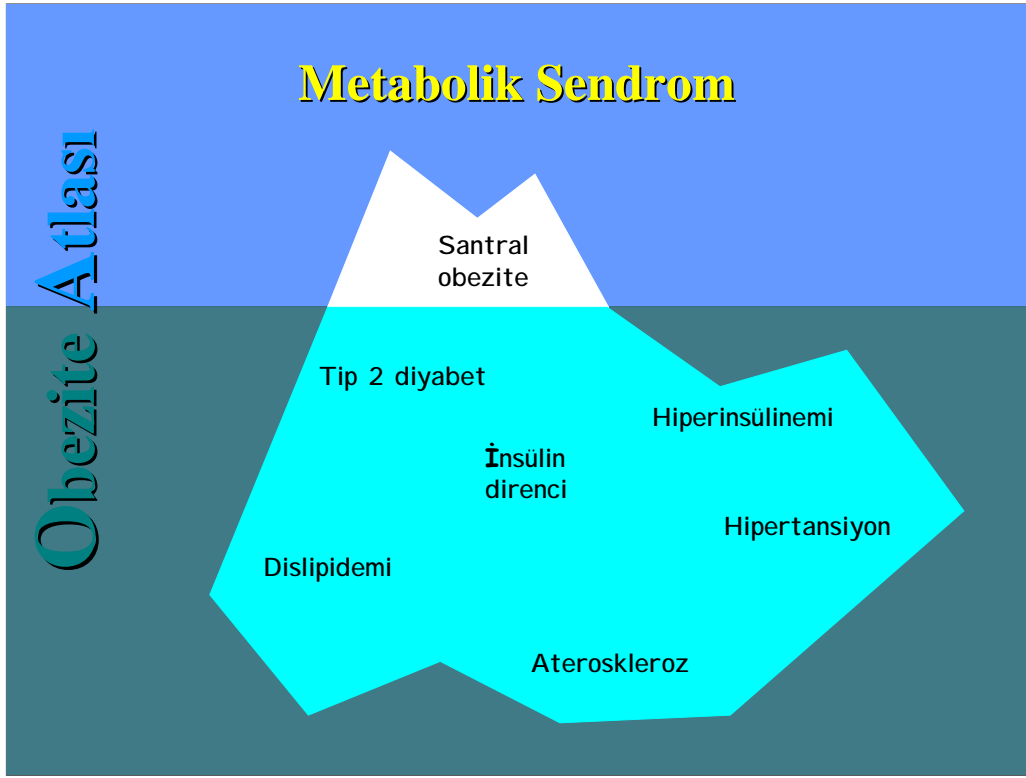 Metabolik Sendrom
Obezite Atlası
Santral
obezite
Tip 2 diyabet
Hiperinsülinemi
İnsülin
direnci
Hipertansiyon
Dislipidemi
Ateroskleroz